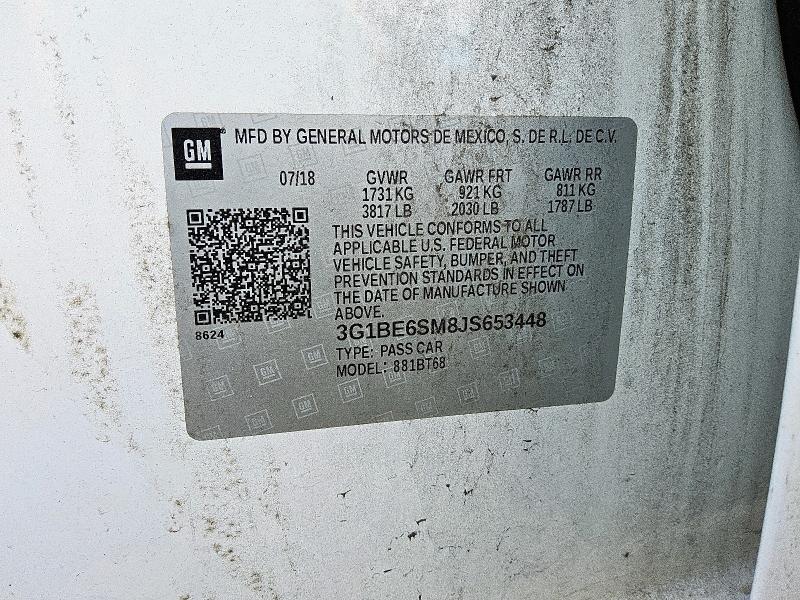 GM MFD BY GENERAL MOTORS DE MEXICO, S. DE R.L. DE C.V.
07/18 GVWR GAWR FRT GAWR RR
1731 KG 921 KG 811 KG
3817 LB 2030 LB 1787 LB
THIS VEHICLE CONFORMS TO ALL
APPLICABLE U.S. FEDERAL MOTOR
VEHICLE SAFETY, BUMPER, AND THEFT
PREVENTION STANDARDS IN EFFECT ON
THE DATE OF MANUFACTURE SHOWN
ABOVE.
8624
3G1BE6SM8JS653448
TYPE: PASS CAR
MODEL: 881BT68